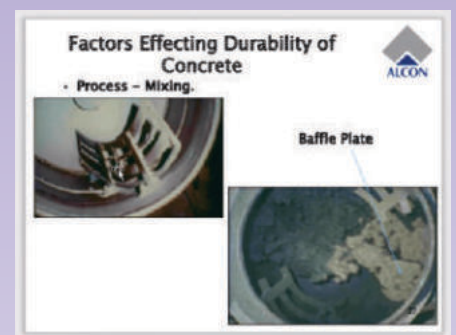 Factors Effecting Durability of
Concrete
ALCON
• Process – Mixing.
Baffle Plate